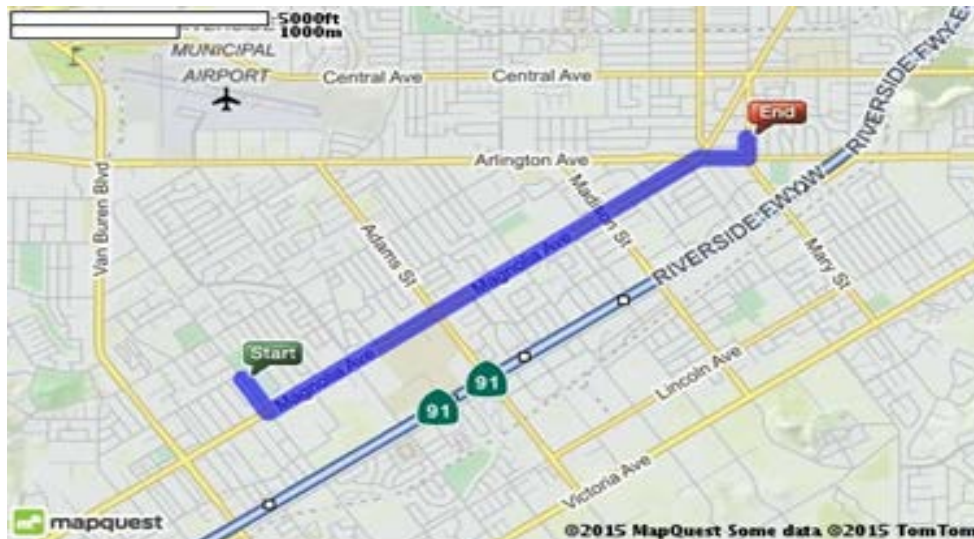 5000ft
1000m
RIVERSIDE
MUNICIPAL
AIRPORT
Central Ave
Central Ave
End
RIVERSIDE FWY E
Arlington Ave
Van Buren Blvd
Madison St
Adams St
Magnolia Ave
RIVERSIDE FWY W
Mary St
Start
Magnolia Ave
91
91
Lincoln Ave
Victoria Ave
mapquest
©2015 MapQuest Some data ©2015 TomTom